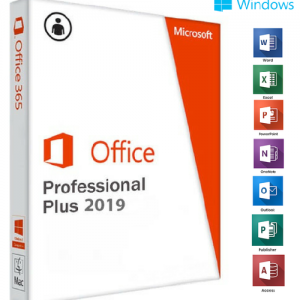 Windows
Microsoft
Office 365
Office
Professional
Plus 2019
Mac
Word
Excel
PowerPoint
OneNote
Outlook
Publisher
Access